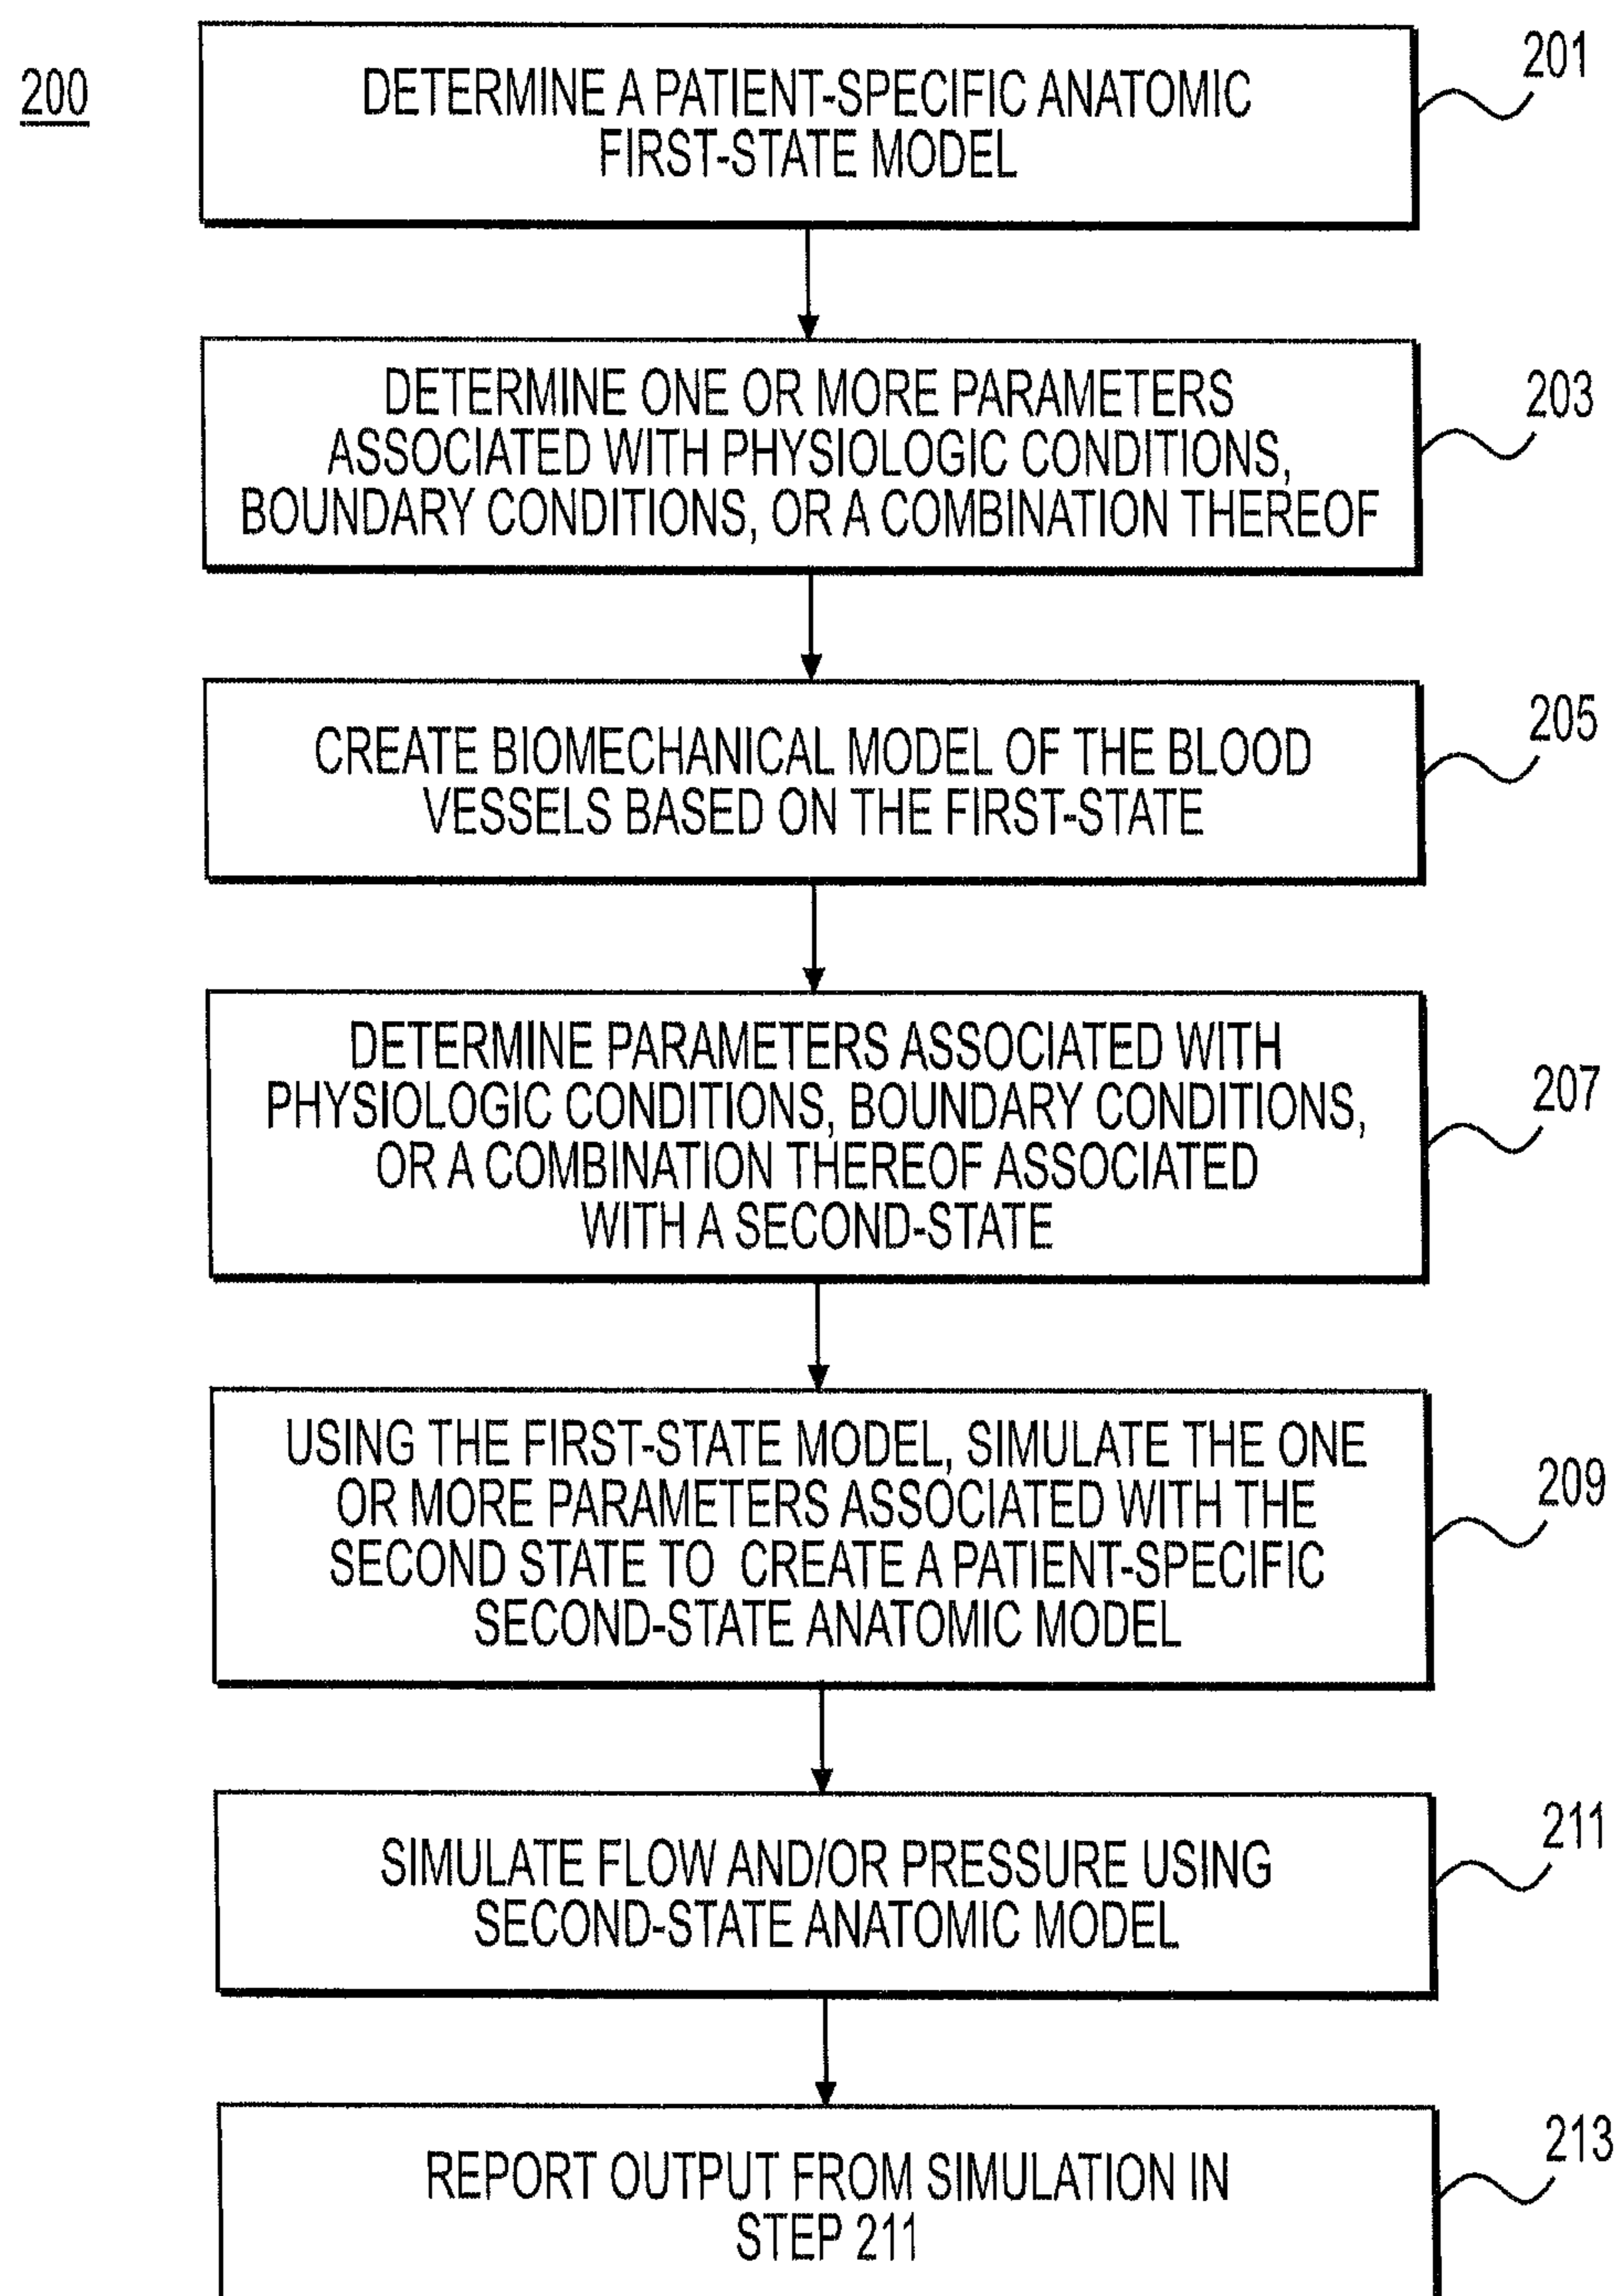 200
DETERMINE A PATIENT-SPECIFIC ANATOMIC
FIRST-STATE MODEL
201
DETERMINE ONE OR MORE PARAMETERS
ASSOCIATED WITH PHYSIOLOGIC CONDITIONS,
BOUNDARY CONDITIONS, OR A COMBINATION THEREOF
203
CREATE BIOMECHANICAL MODEL OF THE BLOOD
VESSELS BASED ON THE FIRST-STATE
205
DETERMINE PARAMETERS ASSOCIATED WITH
PHYSIOLOGIC CONDITIONS, BOUNDARY CONDITIONS,
OR A COMBINATION THEREOF ASSOCIATED
WITH A SECOND-STATE
207
USING THE FIRST-STATE MODEL, SIMULATE THE ONE
OR MORE PARAMETERS ASSOCIATED WITH THE
SECOND STATE TO CREATE A PATIENT-SPECIFIC
SECOND-STATE ANATOMIC MODEL
209
SIMULATE FLOW AND/OR PRESSURE USING
SECOND-STATE ANATOMIC MODEL
211
REPORT OUTPUT FROM SIMULATION IN
STEP 211
213